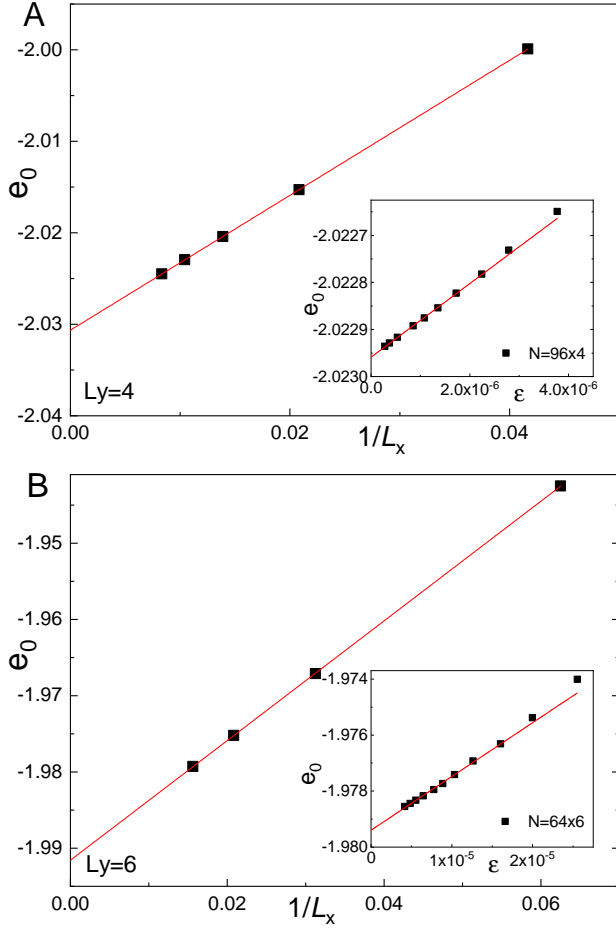 A
-2.00
-2.01
e0
-2.02
-2.03
-2.04
Ly=4
0.00
0.02
0.04
1/Lx
-2.0227
-2.0228
e0
-2.0229
-2.0230
N=96x4
0.0
2.0x10-6
4.0x10-6
ε
B
-1.95
-1.96
e0
-1.97
-1.98
-1.99
Ly=6
0.00
0.02
0.04
0.06
1/Lx
-1.974
-1.976
e0
-1.978
-1.980
N=64x6
0
1x10-5
2x10-5
ε